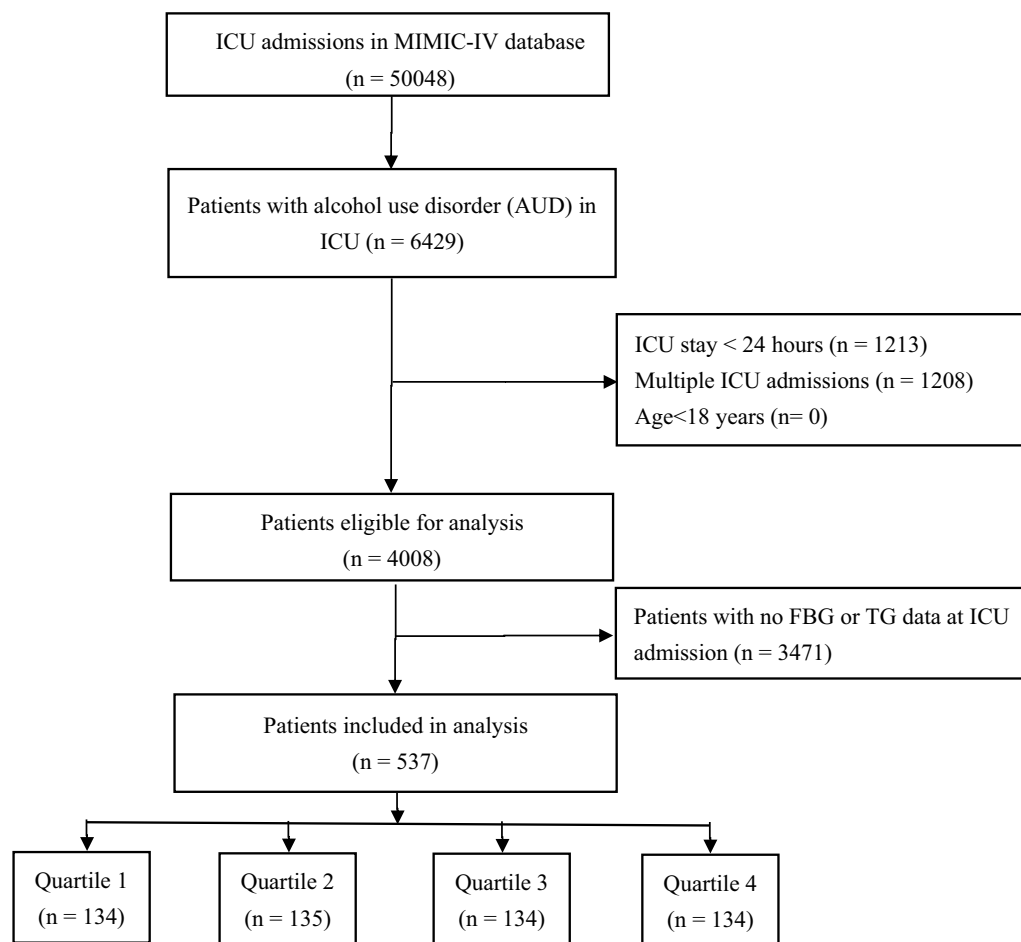 ICU admissions in MIMIC-IV database
(n = 50048)
Patients with alcohol use disorder (AUD) in
ICU (n = 6429)
ICU stay < 24 hours (n = 1213)
Multiple ICU admissions (n = 1208)
Age<18 years (n= 0)
Patients eligible for analysis
(n = 4008)
Patients with no FBG or TG data at ICU
admission (n = 3471)
Patients included in analysis
(n = 537)
Quartile 1
(n = 134)
Quartile 2
(n = 135)
Quartile 3
(n = 134)
Quartile 4
(n = 134)